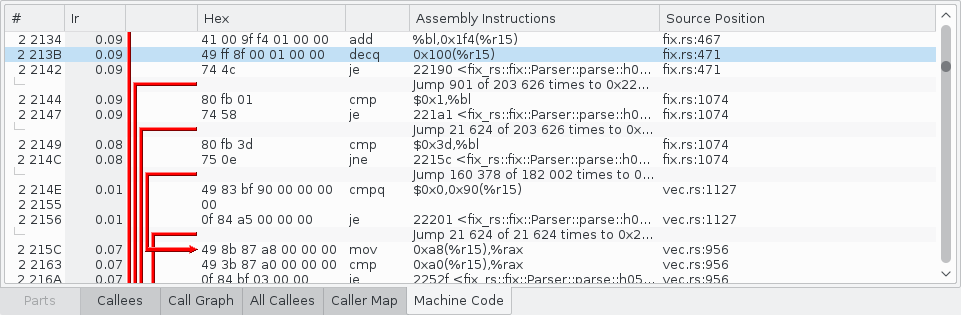 # Ir Hex Assembly Instructions Source Position
2 2134 0.09 41 00 9f f4 01 00 00 add %bl,0x1f4(%r15) fix.rs:467
2 213B 0.09 49 ff 8f 00 01 00 00 decq 0x100(%r15) fix.rs:471
2 2142 0.09 74 4c je 22190 <fix_rs::fix::Parser::parse::h0... fix.rs:471
Jump 901 of 203 626 times to 0x22...
2 2144 0.09 80 fb 01 cmp $0x1,%bl fix.rs:1074
2 2147 0.09 74 58 je 221a1 <fix_rs::fix::Parser::parse::h0... fix.rs:1074
Jump 21 624 of 203 626 times to 0x...
2 2149 0.08 80 fb 3d cmp $0x3d,%bl fix.rs:1074
2 214C 0.08 75 0e jne 2215c <fix_rs::fix::Parser::parse::h0... fix.rs:1074
Jump 160 378 of 182 002 times to 0...
2 214E 0.01 49 83 bf 90 00 00 00 cmpq $0x0,0x90(%r15) vec.rs:1127
2 2155 00
2 2156 0.01 0f 84 a5 00 00 00 je 22201 <fix_rs::fix::Parser::parse::h0... vec.rs:1127
Jump 21 624 of 21 624 times to 0x2...
2 215C 0.07 49 8b 87 a8 00 00 00 mov 0xa8(%r15),%rax vec.rs:956
2 2163 0.07 49 3b 87 a0 00 00 00 cmp 0xa0(%r15),%rax vec.rs:956
2 216A 0.07 0f 84 bf 03 00 00 je 2252f <fix_rs::fix::Parser::parse::h05... vec.rs:956
Parts Callees Call Graph All Callees Caller Map Machine Code